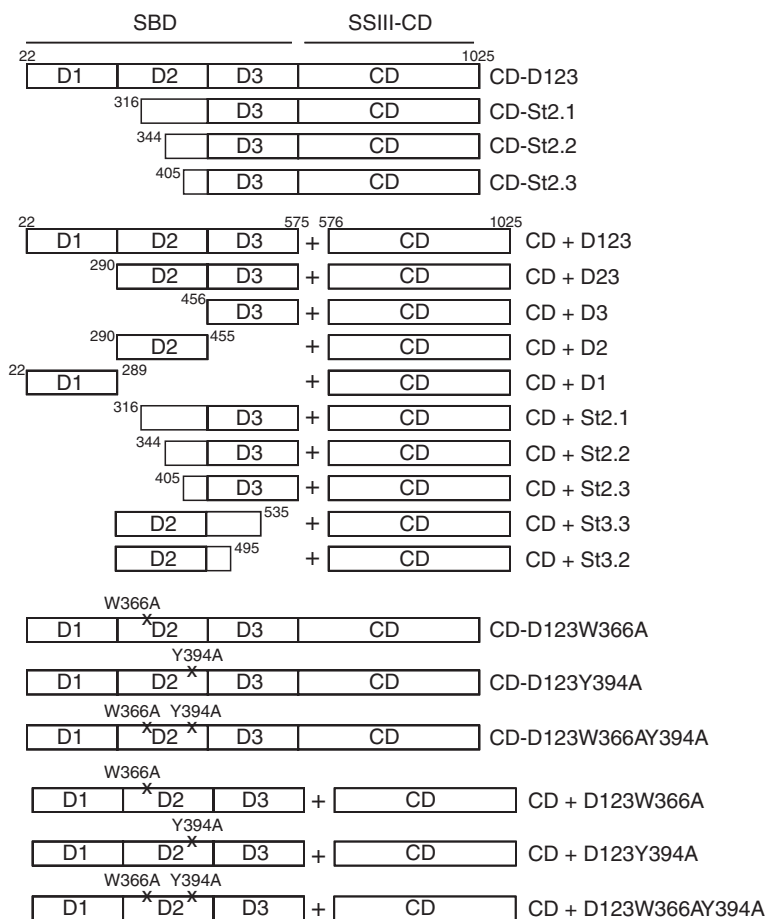 SBD SSIII-CD
22 1025
D1 D2 D3 CD CD-D123
316 D3 CD CD-St2.1
344 D3 CD CD-St2.2
405 D3 CD CD-St2.3
22 575 576 1025
D1 D2 D3 + CD CD + D123
290 D2 D3 + CD CD + D23
456 D3 + CD CD + D3
290 D2 455 + CD CD + D2
22 D1 289 + CD CD + D1
316 D3 + CD CD + St2.1
344 D3 + CD CD + St2.2
405 D3 + CD CD + St2.3
D2 535 + CD CD + St3.3
D2 495 + CD CD + St3.2
W366A
x
D1 D2 D3 CD CD-D123W366A
Y394A
x
D1 D2 D3 CD CD-D123Y394A
W366A Y394A
x x
D1 D2 D3 CD CD-D123W366AY394A
W366A
x
D1 D2 D3 + CD CD + D123W366A
Y394A
x
D1 D2 D3 + CD CD + D123Y394A
W366A Y394A
x x
D1 D2 D3 + CD CD + D123W366AY394A